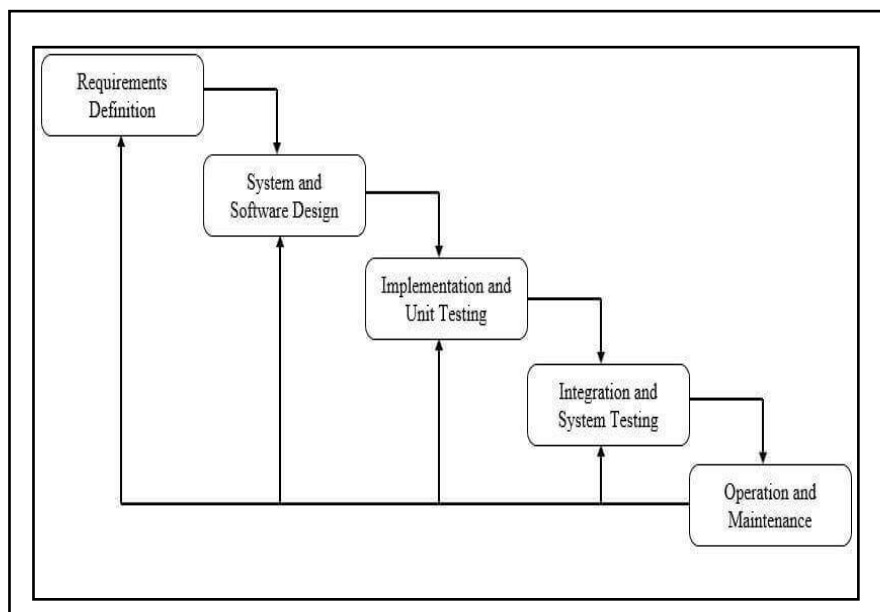 Requirements
Definition
System and
Software Design
Implementation and
Unit Testing
Integration and
System Testing
Operation and
Maintenance